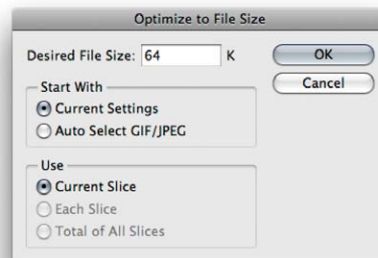 Optimize to File Size
Desired File Size: 64 K
OK
Cancel
Start With
Current Settings
Auto Select GIF/JPEG
Use
Current Slice
Each Slice
Total of All Slices